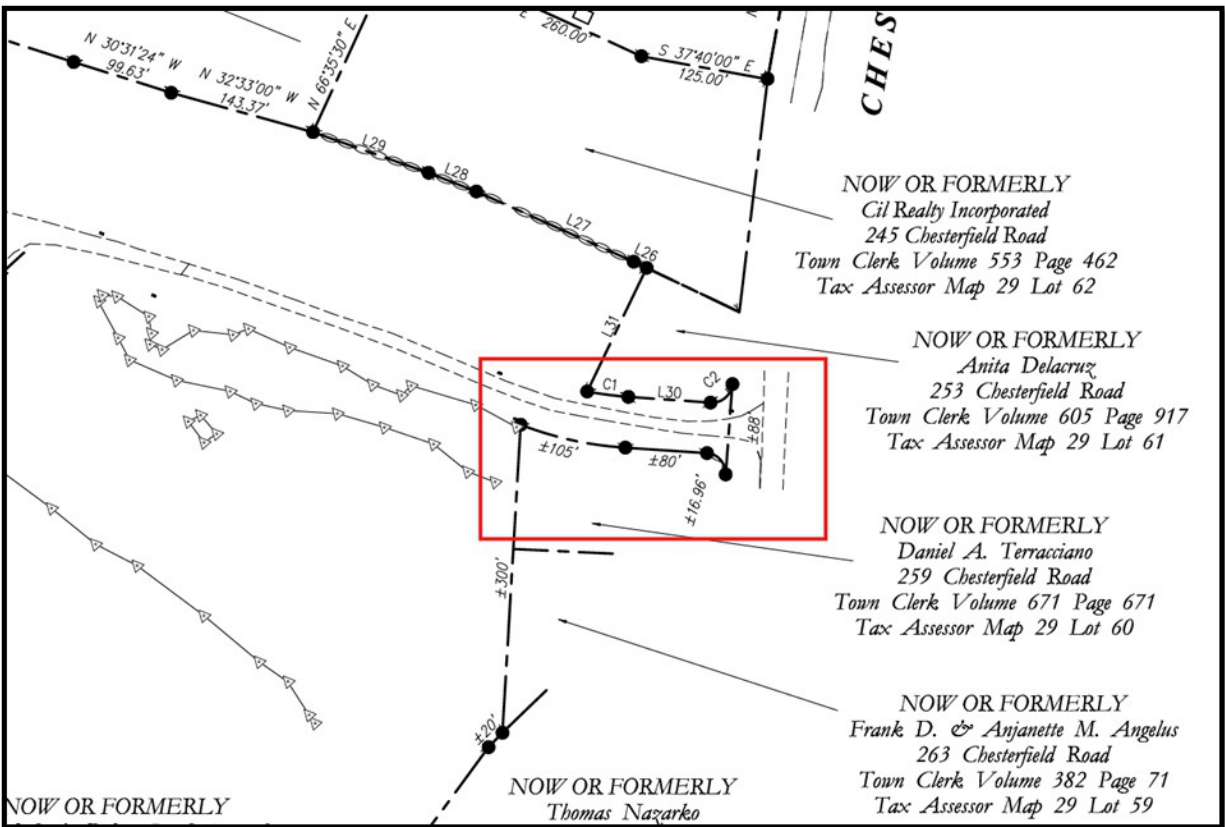 N 30°31'24" W
99.63'
N 32°33'00" W
143.37'
N 66°35'30" E
E
260.00'
S 37°40'00" E
125.00'
CHES
L29
L28
L27
L26
L31
C1
L30
C2
±88'
±105'
±80'
±16.96'
±300'
±20'
NOW OR FORMERLY
Cil Realty Incorporated
245 Chesterfield Road
Town Clerk Volume 553 Page 462
Tax Assessor Map 29 Lot 62
NOW OR FORMERLY
Anita Delacruz
253 Chesterfield Road
Town Clerk Volume 605 Page 917
Tax Assessor Map 29 Lot 61
NOW OR FORMERLY
Daniel A. Terracciano
259 Chesterfield Road
Town Clerk Volume 671 Page 671
Tax Assessor Map 29 Lot 60
NOW OR FORMERLY
Frank D. & Anjanette M. Angelus
263 Chesterfield Road
Town Clerk Volume 382 Page 71
Tax Assessor Map 29 Lot 59
NOW OR FORMERLY
Thomas Nazarko
NOW OR FORMERLY